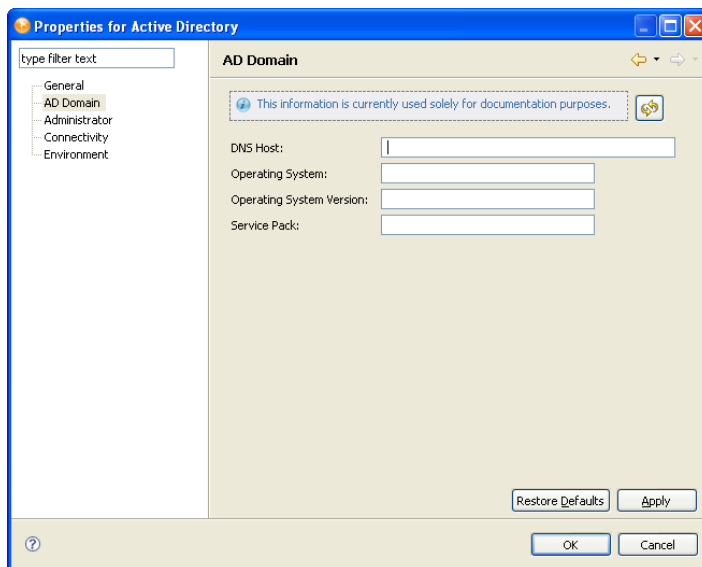 Properties for Active Directory
type filter text
General
AD Domain
Administrator
Connectivity
Environment
AD Domain
This information is currently used solely for documentation purposes.
DNS Host:
Operating System:
Operating System Version:
Service Pack:
Restore Defaults
Apply
OK
Cancel